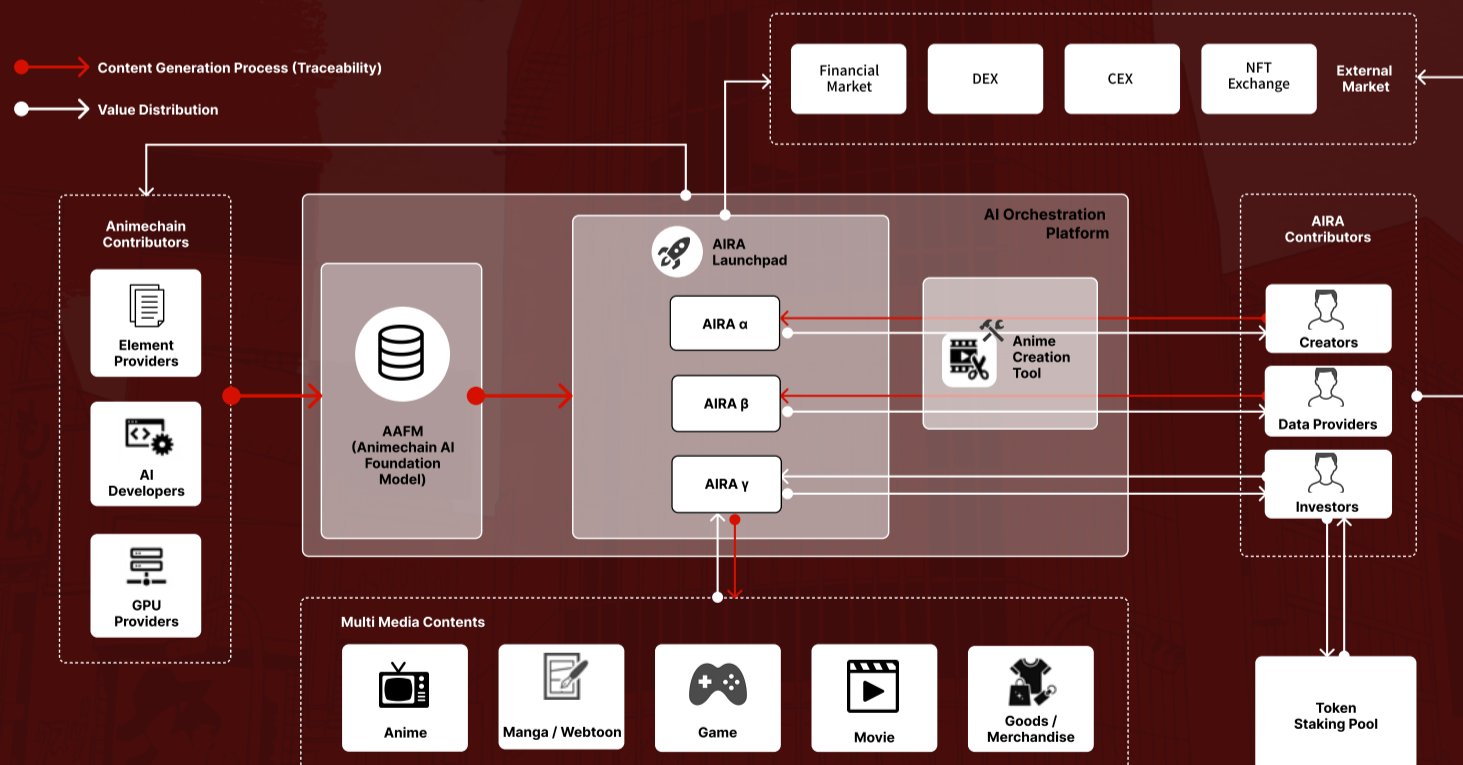 Content Generation Process (Traceability)
Value Distribution
Financial
Market
DEX
CEX
NFT
Exchange
External
Market
Animechain
Contributors
Element
Providers
AI
Developers
GPU
Providers
AI Orchestration
Platform
AAFM
(Animechain AI
Foundation
Model)
AIRA
Launchpad
AIRA α
AIRA β
AIRA γ
Anime
Creation
Tool
AIRA
Contributors
Creators
Data Providers
Investors
Multi Media Contents
Anime
Manga / Webtoon
Game
Movie
Goods /
Merchandise
Token
Staking Pool